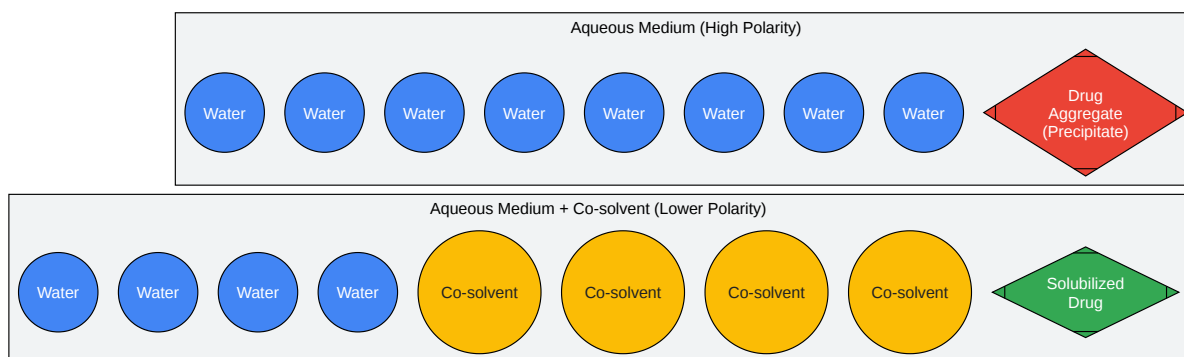 Aqueous Medium (High Polarity)
Water Water Water Water Water Water Water Water
Drug
Aggregate
(Precipitate)
Aqueous Medium + Co-solvent (Lower Polarity)
Water Water Water Water Co-solvent Co-solvent Co-solvent Co-solvent
Solubilized
Drug